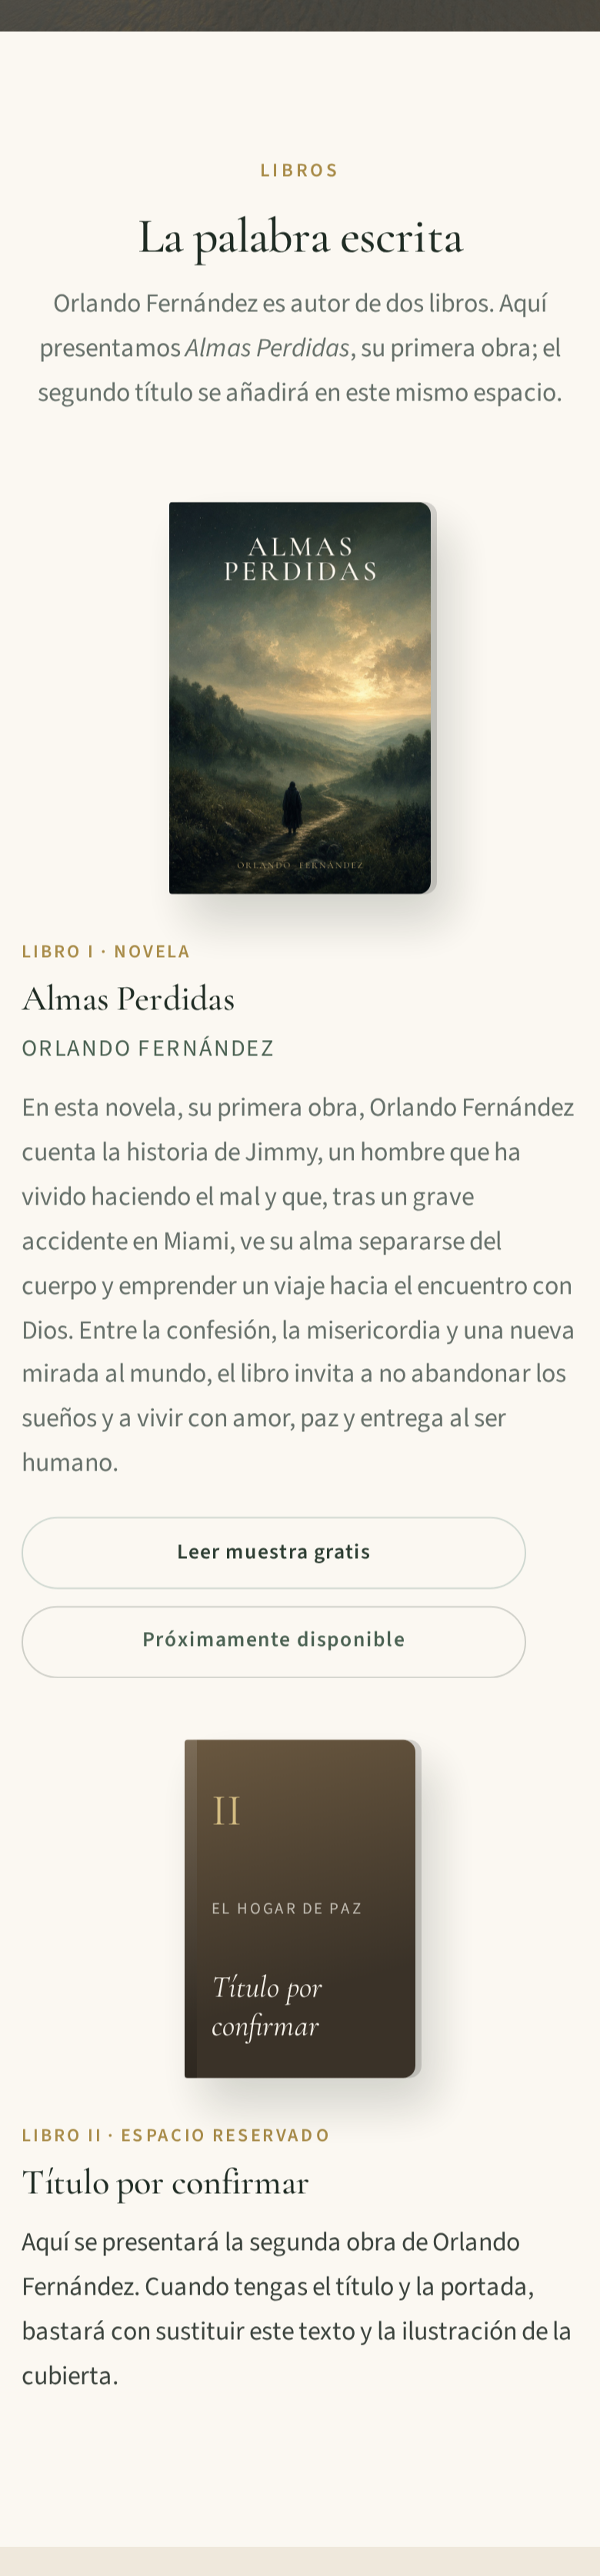 LIBROS
La palabra escrita
Orlando Fernández es autor de dos libros. Aquí
presentamos Almas Perdidas, su primera obra; el
segundo título se añadirá en este mismo espacio.
ALMAS
PERDIDAS
ORLANDO FERNÁNDEZ
LIBRO I · NOVELA
Almas Perdidas
ORLANDO FERNÁNDEZ
En esta novela, su primera obra, Orlando Fernández
cuenta la historia de Jimmy, un hombre que ha
vivido haciendo el mal y que, tras un grave
accidente en Miami, ve su alma separarse del
cuerpo y emprender un viaje hacia el encuentro con
Dios. Entre la confesión, la misericordia y una nueva
mirada al mundo, el libro invita a no abandonar los
sueños y a vivir con amor, paz y entrega al ser
humano.
Leer muestra gratis
Próximamente disponible
II
EL HOGAR DE PAZ
Título por
confirmar
LIBRO II · ESPACIO RESERVADO
Título por confirmar
Aquí se presentará la segunda obra de Orlando
Fernández. Cuando tengas el título y la portada,
bastará con sustituir este texto y la ilustración de la
cubierta.